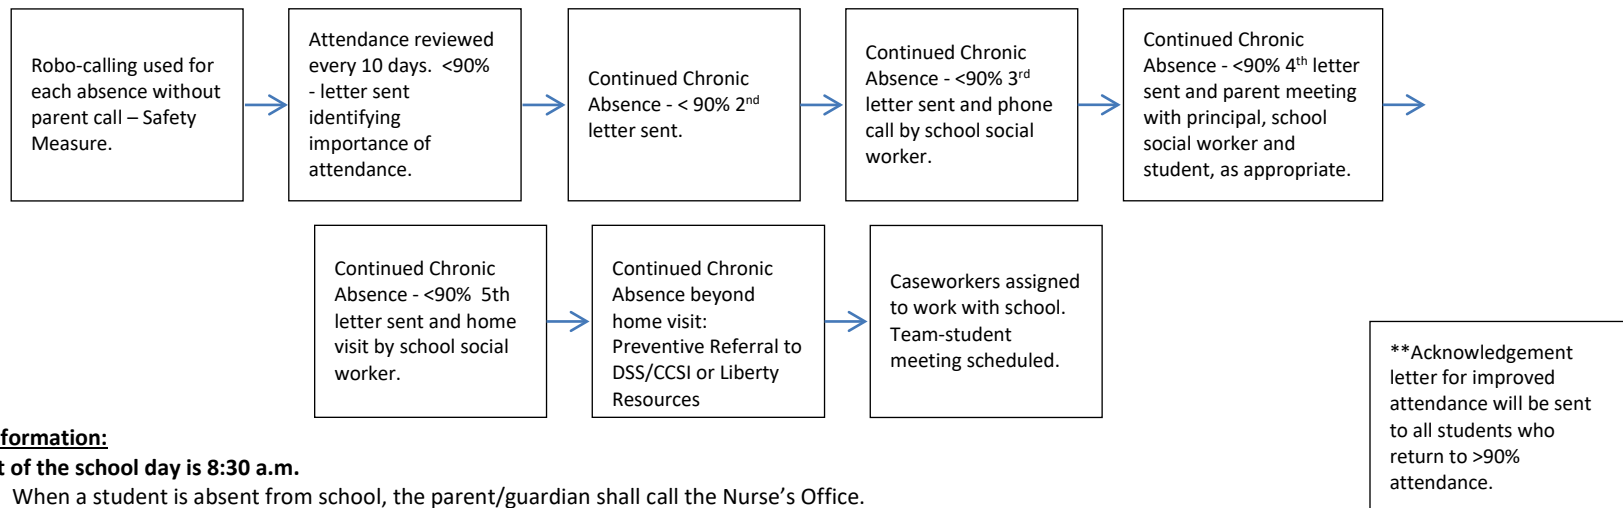 Robo-calling used for
each absence without
parent call – Safety
Measure.
Attendance reviewed
every 10 days.  <90%
- letter sent
identifying
importance of
attendance.
Continued Chronic
Absence - < 90% 2nd
letter sent.
Continued Chronic
Absence - <90% 3rd
letter sent and phone
call by school social
worker.
Continued Chronic
Absence - <90% 4th letter
sent and parent meeting
with principal, school
social worker and
student, as appropriate.
Continued Chronic
Absence - <90%  5th
letter sent and home
visit by school social
worker.
Continued Chronic
Absence beyond
home visit:
Preventive Referral to
DSS/CCSI or Liberty
Resources
Caseworkers assigned
to work with school.
Team-student
meeting scheduled.
**Acknowledgement
letter for improved
attendance will be sent
to all students who
return to >90%
attendance.
formation:
t of the school day is 8:30 a.m.
When a student is absent from school, the parent/guardian shall call the Nurse’s Office.